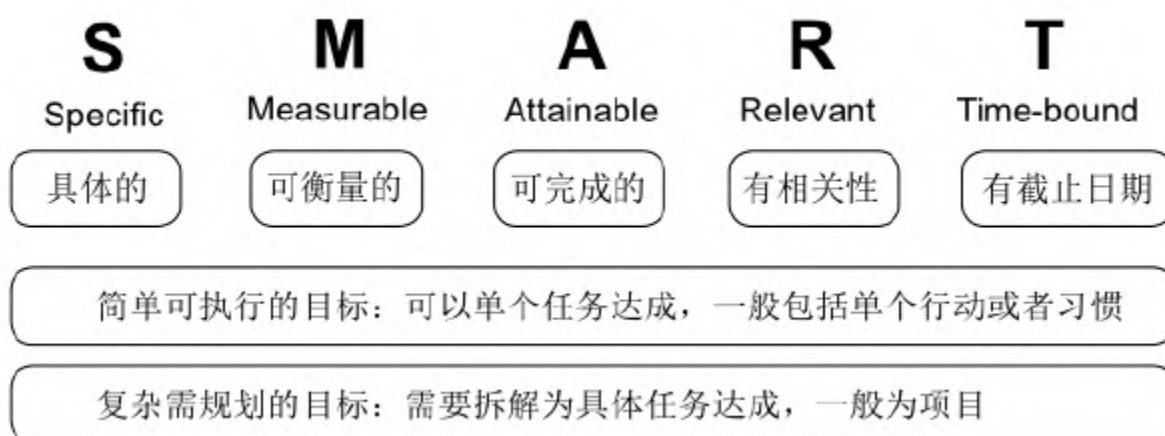 S M A R T
Specific Measurable Attainable Relevant Time-bound
具体的 可衡量的 可完成的 有相关性 有截止日期
简单可执行的目标：可以单个任务达成，一般包括单个行动或者习惯
复杂需规划的目标：需要拆解为具体任务达成，一般为项目